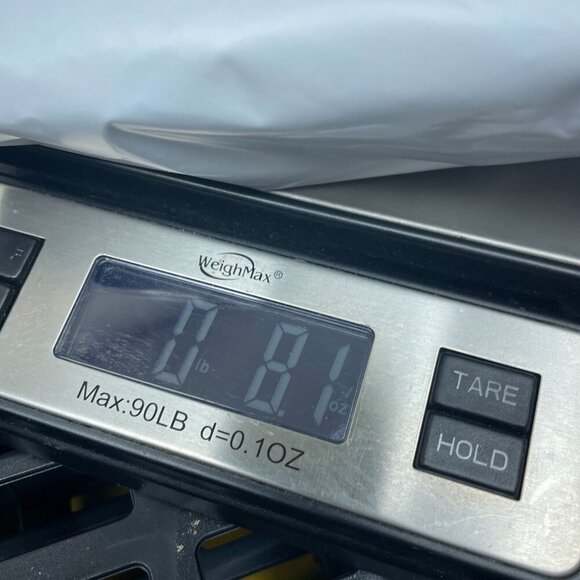 WeighMax®
0 lb 8.1 oz
Max:90LB d=0.1OZ
TARE
HOLD